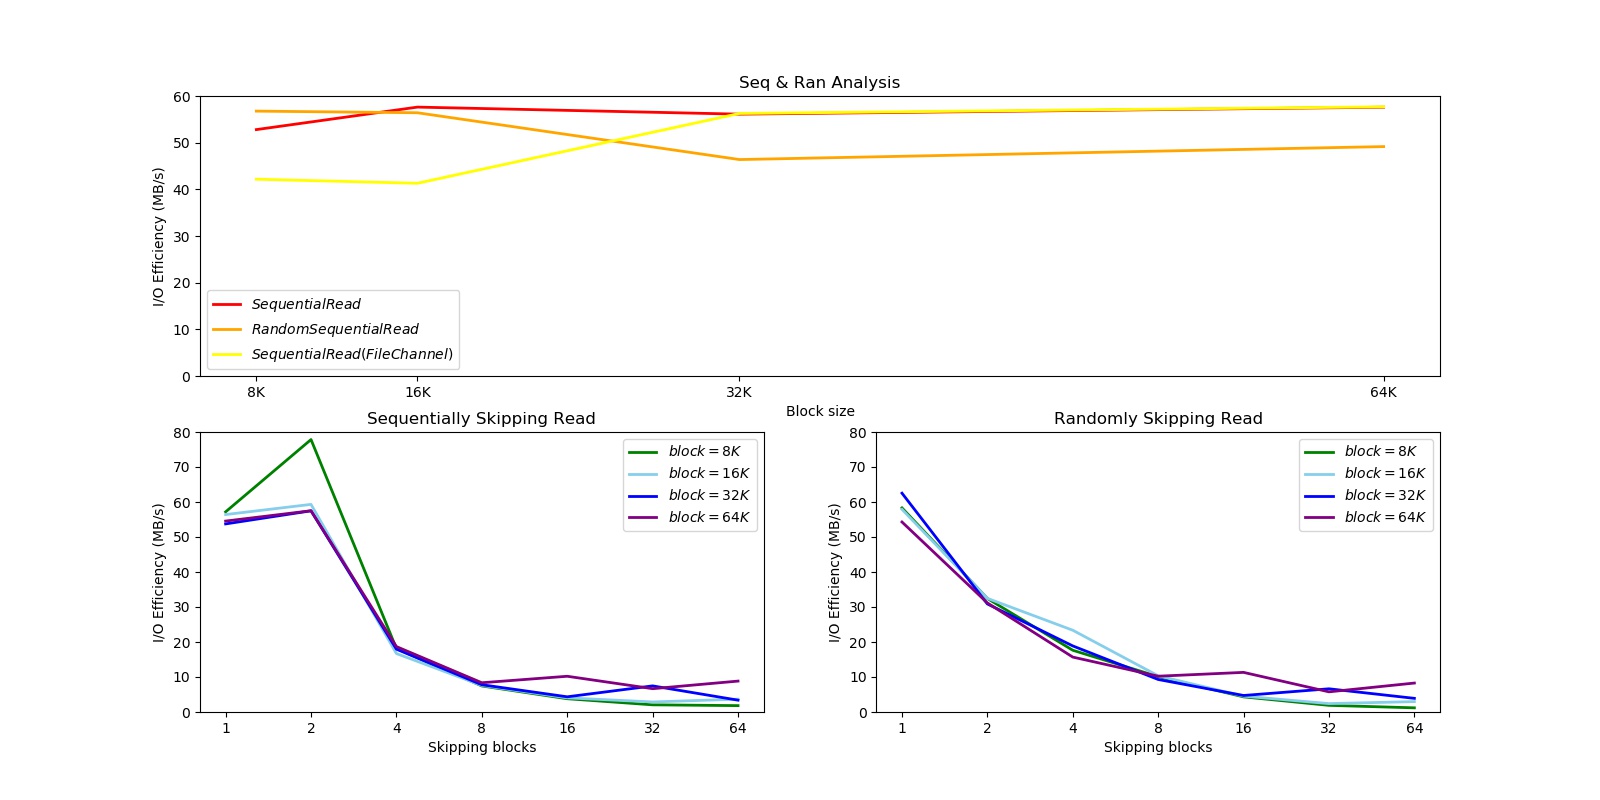 Seq & Ran Analysis
I/O Efficiency (MB/s)
60
50
40
30
20
10
0
SequentialRead
RandomSequentialRead
SequentialRead(FileChannel)
8K 16K 32K 64K
Block size
Sequentially Skipping Read
I/O Efficiency (MB/s)
80
70
60
50
40
30
20
10
0
block = 8K
block = 16K
block = 32K
block = 64K
1 2 4 8 16 32 64
Skipping blocks
Randomly Skipping Read
I/O Efficiency (MB/s)
80
70
60
50
40
30
20
10
0
block = 8K
block = 16K
block = 32K
block = 64K
1 2 4 8 16 32 64
Skipping blocks